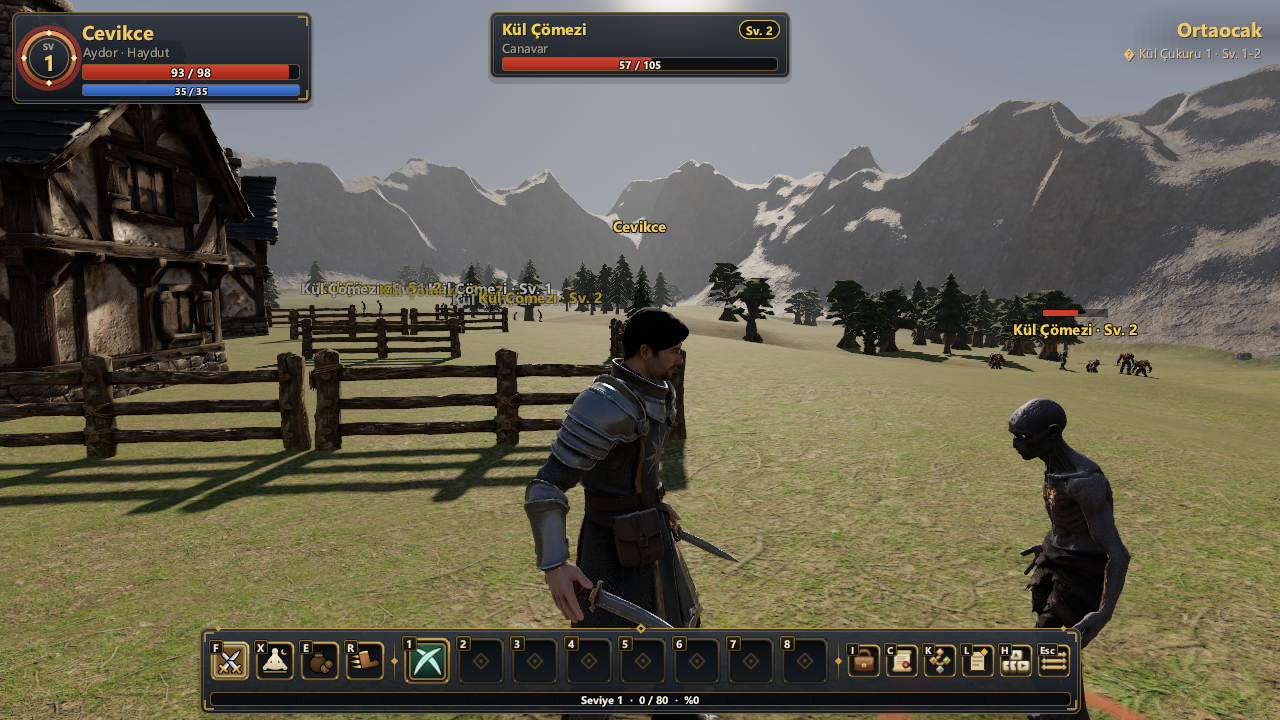 Cevikce
SV
1
Aydor · Haydut
93 / 98
35 / 35
Kül Çömezi
Sv. 2
Canavar
57 / 105
Ortaocak
Kül Çukuru 1 · Sv. 1-2
Cevikce
Kül Çömezi
Sv. 1
Kül Çömezi · Sv. 2
Kül Çömezi · Sv. 2
F
X
E
R
1
2
3
4
5
6
7
8
I
C
K
L
H
Esc
Seviye 1 · 0 / 80 · %0